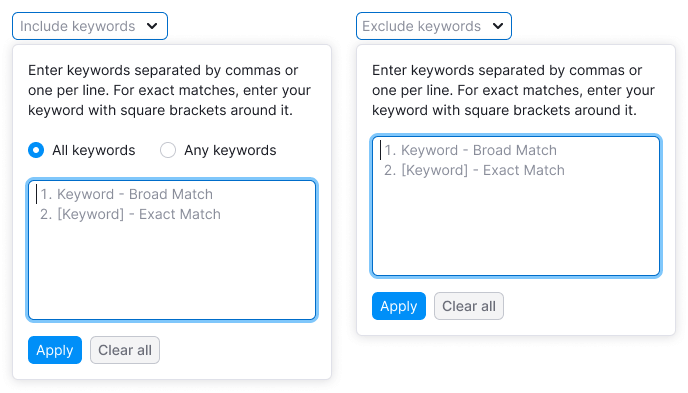 Include keywords
Enter keywords separated by commas or
one per line. For exact matches, enter your
keyword with square brackets around it.
All keywords
Any keywords
1. Keyword - Broad Match
2. [Keyword] - Exact Match
Apply
Clear all
Exclude keywords
Enter keywords separated by commas or
one per line. For exact matches, enter your
keyword with square brackets around it.
1. Keyword - Broad Match
2. [Keyword] - Exact Match
Apply
Clear all